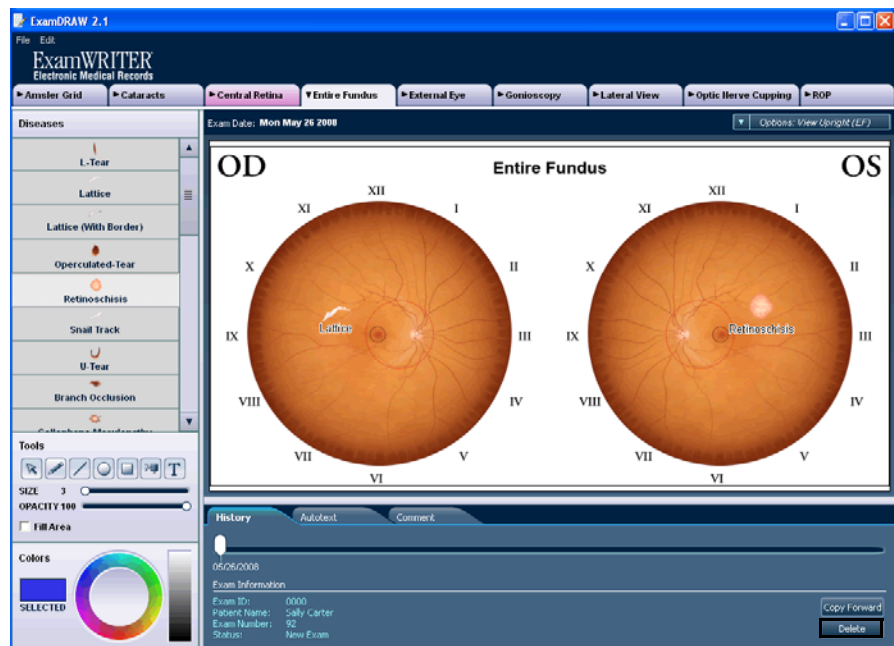 ExamDRAW 2.1
File Edit
ExamWRITER
Electronic Medical Records
Amsler Grid
Cataracts
Central Retina
Entire Fundus
External Eye
Gonioscopy
Lateral View
Optic Nerve Cupping
ROP
Diseases
L-Tear
Lattice
Lattice (With Border)
Operculated-Tear
Retinoschisis
Snail Track
U-Tear
Branch Occlusion
Tools
T
SIZE 3
OPACITY 100
Fill Area
Colors
SELECTED
Exam Date: Mon May 26 2008
Options: View Upright (EF)
OD
Entire Fundus
OS
XII
I
II
III
IV
V
VI
VII
VIII
IX
X
XI
Lattice
XII
I
II
III
IV
V
VI
VII
VIII
IX
X
XI
Retinoschisis
History
Autotext
Comment
05/26/2008
Exam Information
Exam ID: 0000
Patient Name: Sally Carter
Exam Number: 92
Status: New Exam
Copy Forward
Delete